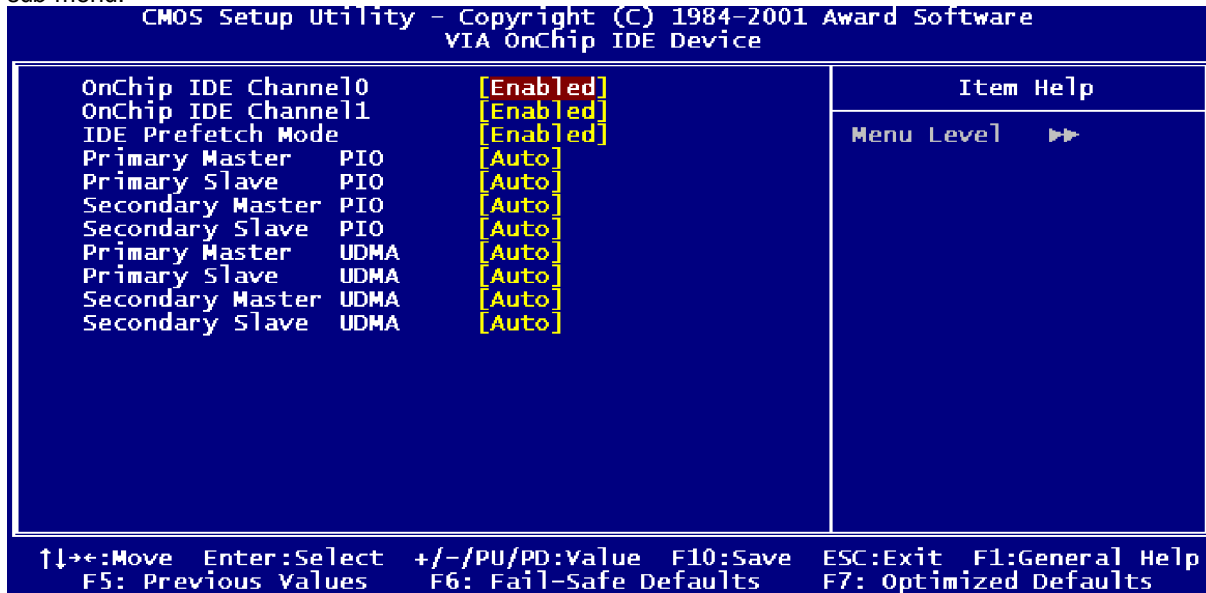 sub-menu.
CMOS Setup Utility – Copyright (C) 1984–2001 Award Software
VIA OnChip IDE Device
OnChip IDE Channel0 [Enabled]
OnChip IDE Channel1 [Enabled]
IDE Prefetch Mode [Enabled]
Primary Master PIO [Auto]
Primary Slave PIO [Auto]
Secondary Master PIO [Auto]
Secondary Slave PIO [Auto]
Primary Master UDMA [Auto]
Primary Slave UDMA [Auto]
Secondary Master UDMA [Auto]
Secondary Slave UDMA [Auto]
Item Help
Menu Level ▶▶
↑↓→←:Move Enter:Select +/-/PU/PD:Value F10:Save ESC:Exit F1:General Help
F5: Previous Values F6: Fail-Safe Defaults F7: Optimized Defaults